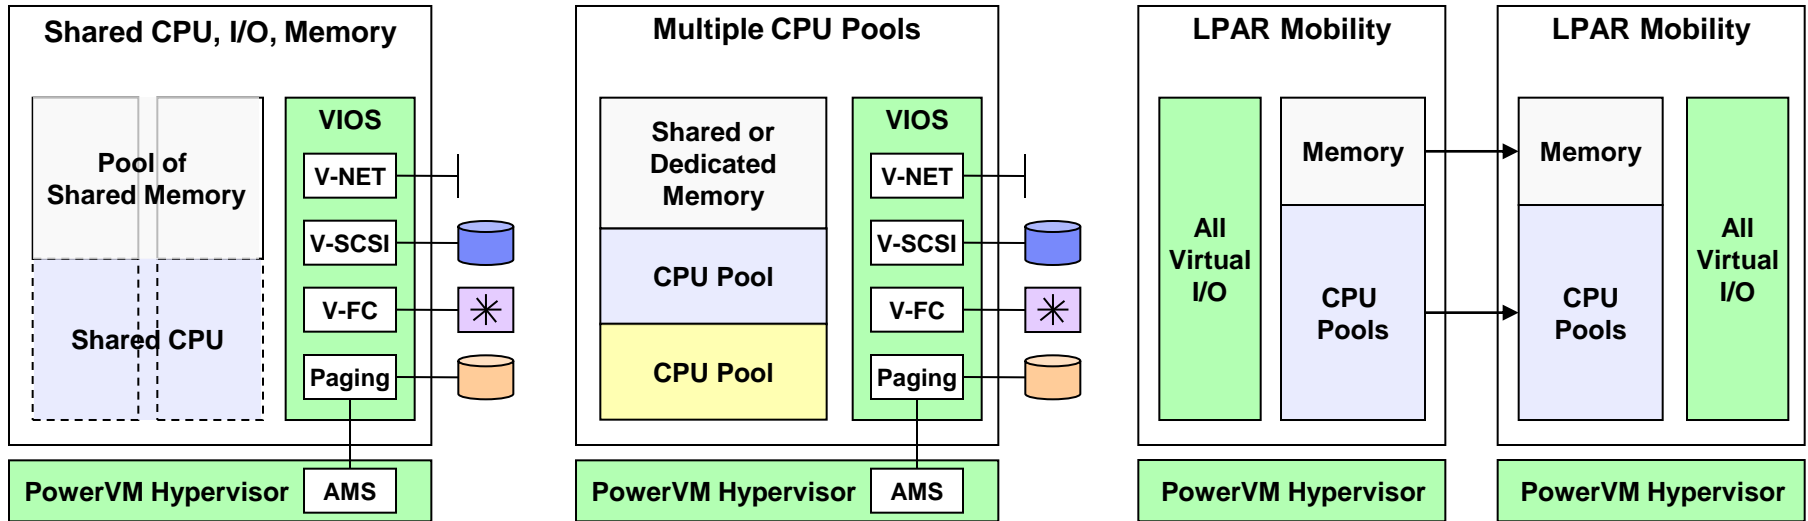 Shared CPU, I/O, Memory
Pool of
Shared Memory
Shared CPU
VIOS
V-NET
V-SCSI
V-FC
Paging
PowerVM Hypervisor
AMS
Multiple CPU Pools
Shared or
Dedicated
Memory
CPU Pool
CPU Pool
VIOS
V-NET
V-SCSI
V-FC
Paging
PowerVM Hypervisor
AMS
LPAR Mobility
All
Virtual
I/O
Memory
CPU
Pools
PowerVM Hypervisor
LPAR Mobility
Memory
CPU
Pools
All
Virtual
I/O
PowerVM Hypervisor